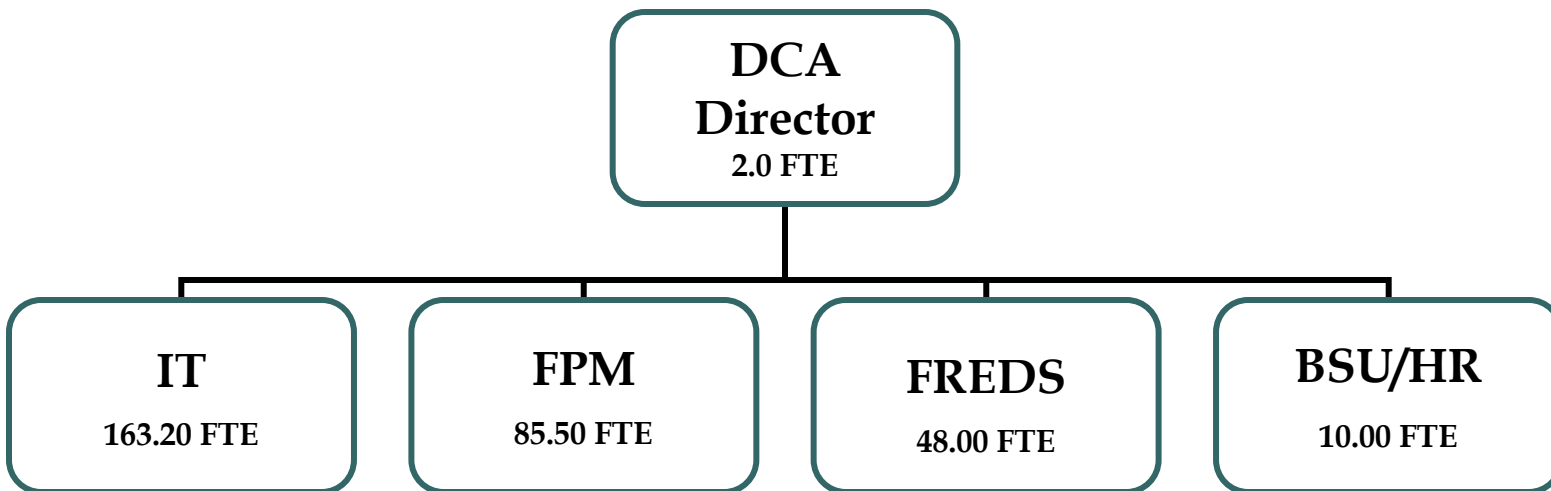 DCA
Director
2.0 FTE
IT
163.20 FTE
FPM
85.50 FTE
FREDS
48.00 FTE
BSU/HR
10.00 FTE